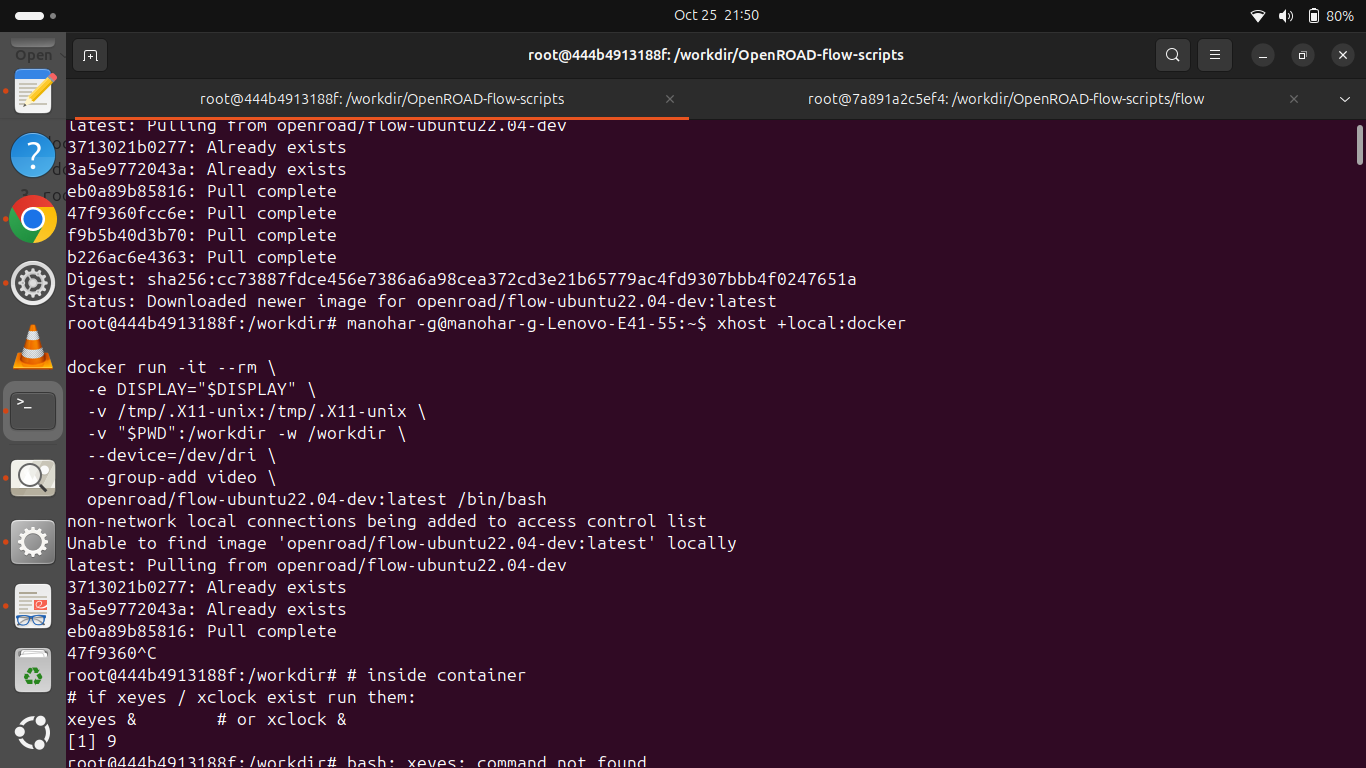 Oct 25 21:50
80%
Open
root@444b4913188f: /workdir/OpenROAD-flow-scripts
root@444b4913188f: /workdir/OpenROAD-flow-scripts
root@7a891a2c5ef4: /workdir/OpenROAD-flow-scripts/flow
latest: Pulling from openroad/flow-ubuntu22.04-dev
3713021b0277: Already exists
3a5e9772043a: Already exists
eb0a89b85816: Pull complete
47f9360fcc6e: Pull complete
f9b5b40d3b70: Pull complete
b226ac6e4363: Pull complete
Digest: sha256:cc73887fdce456e7386a6a98cea372cd3e21b65779ac4fd9307bbb4f0247651a
Status: Downloaded newer image for openroad/flow-ubuntu22.04-dev:latest
root@444b4913188f:/workdir# manohar-g@manohar-g-Lenovo-E41-55:~$ xhost +local:docker
docker run -it --rm \
  -e DISPLAY="$DISPLAY" \
  -v /tmp/.X11-unix:/tmp/.X11-unix \
  -v "$PWD":/workdir -w /workdir \
  --device=/dev/dri \
  --group-add video \
  openroad/flow-ubuntu22.04-dev:latest /bin/bash
non-network local connections being added to access control list
Unable to find image 'openroad/flow-ubuntu22.04-dev:latest' locally
latest: Pulling from openroad/flow-ubuntu22.04-dev
3713021b0277: Already exists
3a5e9772043a: Already exists
eb0a89b85816: Pull complete
47f9360^C
root@444b4913188f:/workdir# # inside container
# if xeyes / xclock exist run them:
xeyes &        # or xclock &
[1] 9
root@444b4913188f:/workdir# bash: xeyes: command not found